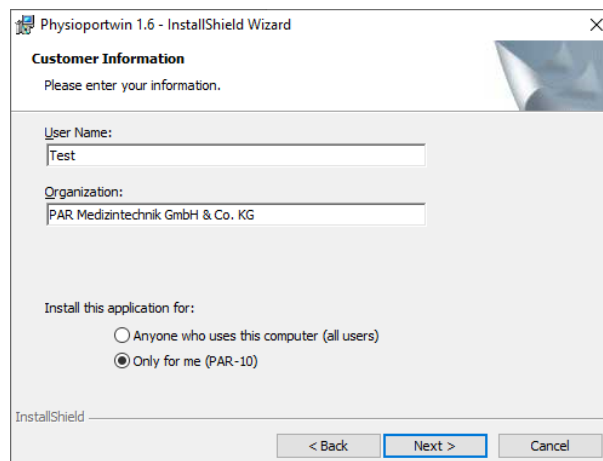 Physioportwin 1.6 - InstallShield Wizard
Customer Information
Please enter your information.
User Name:
Test
Organization:
PAR Medizintechnik GmbH & Co. KG
Install this application for:
Anyone who uses this computer (all users)
Only for me (PAR-10)
InstallShield
< Back Next > Cancel